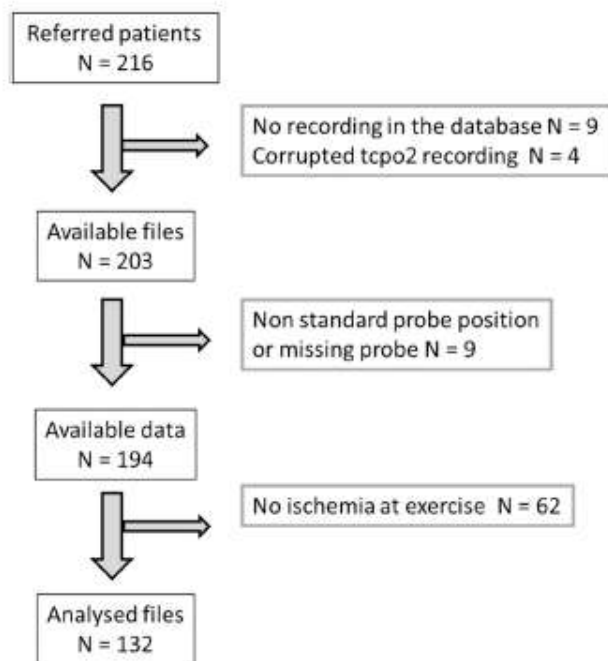 Referred patients
N = 216
No recording in the database N = 9
Corrupted tcpo2 recording N = 4
Available files
N = 203
Non standard probe position
or missing probe N = 9
Available data
N = 194
No ischemia at exercise N = 62
Analysed files
N = 132